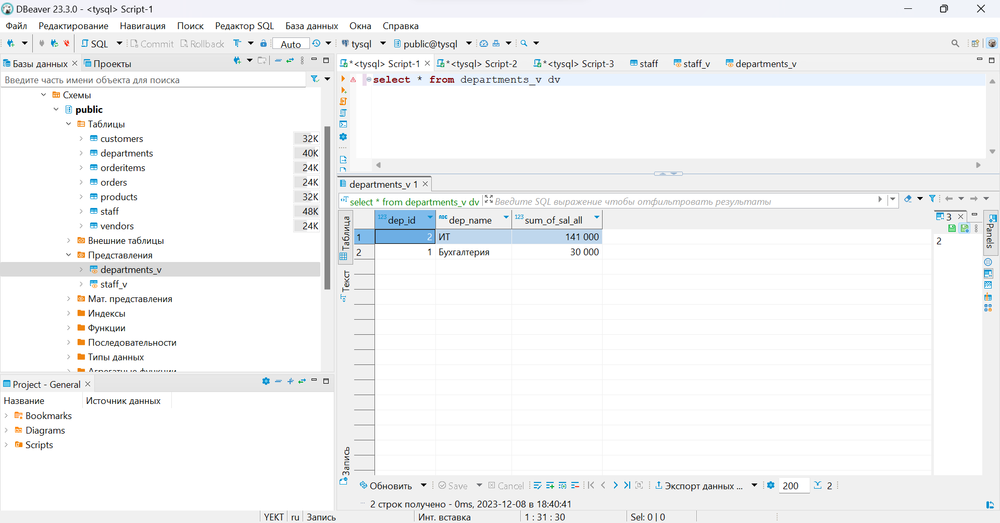 DBeaver 23.3.0 - <tysql> Script-1
Файл Редактирование Навигация Поиск Редактор SQL База данных Окна Справка
SQL Commit Rollback Auto tysql public@tysql
Базы данных Проекты
Введите часть имени объекта для поиска
Схемы
public
Таблицы
customers 32K
departments 40K
orderitems 24K
orders 24K
products 32K
staff 48K
vendors 24K
Внешние таблицы
Представления
departments_v
staff_v
Мат. представления
Индексы
Функции
Последовательности
Типы данных
Агрегатные функции
Project - General
Название Источник данных
Bookmarks
Diagrams
Scripts
*<tysql> Script-1 *<tysql> Script-2 *<tysql> Script-3 staff staff_v departments_v
select * from departments_v dv
departments_v 1
select * from departments_v dv Введите SQL выражение чтобы отфильтровать результаты
Таблица
Текст
Запись
123 dep_id ABC dep_name 123 sum_of_sal_all
1 2 ИТ 141 000
2 1 Бухгалтерия 30 000
3
2
Panels
Обновить Save Cancel Экспорт данных ... 200 2
2 строк получено - 0ms, 2023-12-08 в 18:40:41
YEKT ru Запись Инт. вставка 1 : 31 : 30 Sel: 0 | 0